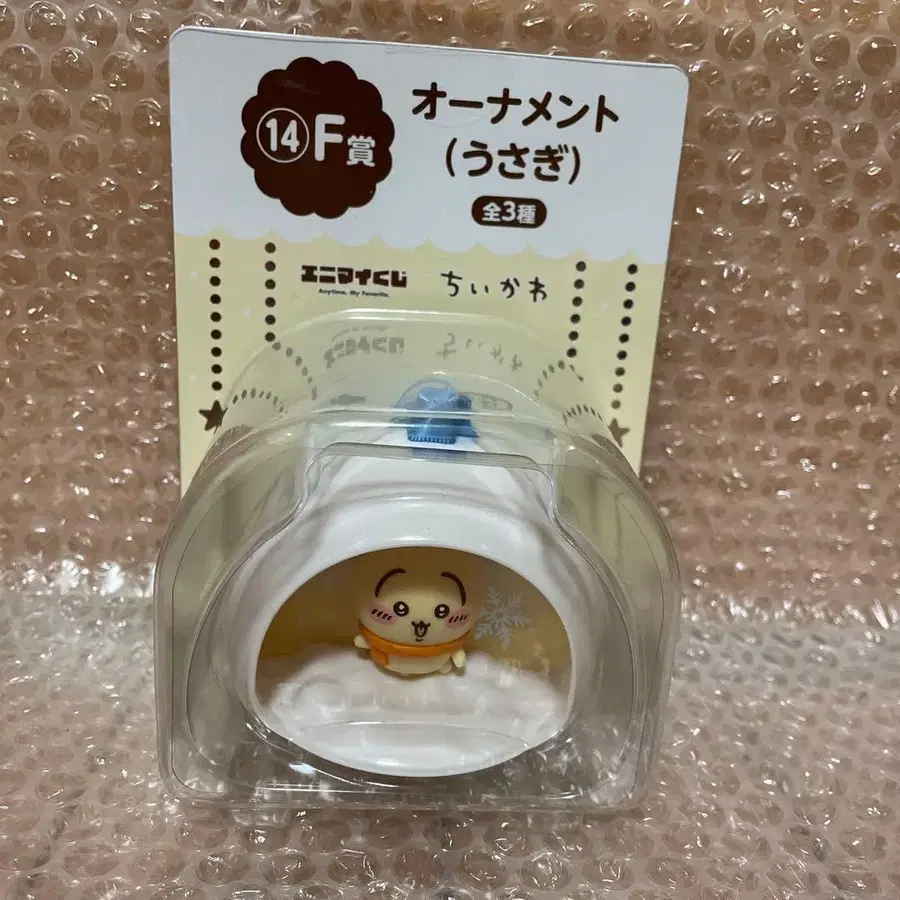 ⑭F賞
オーナメント
(うさぎ)
全3種
エニマイくじ
Anytime, My Favorite.
ちいかわ